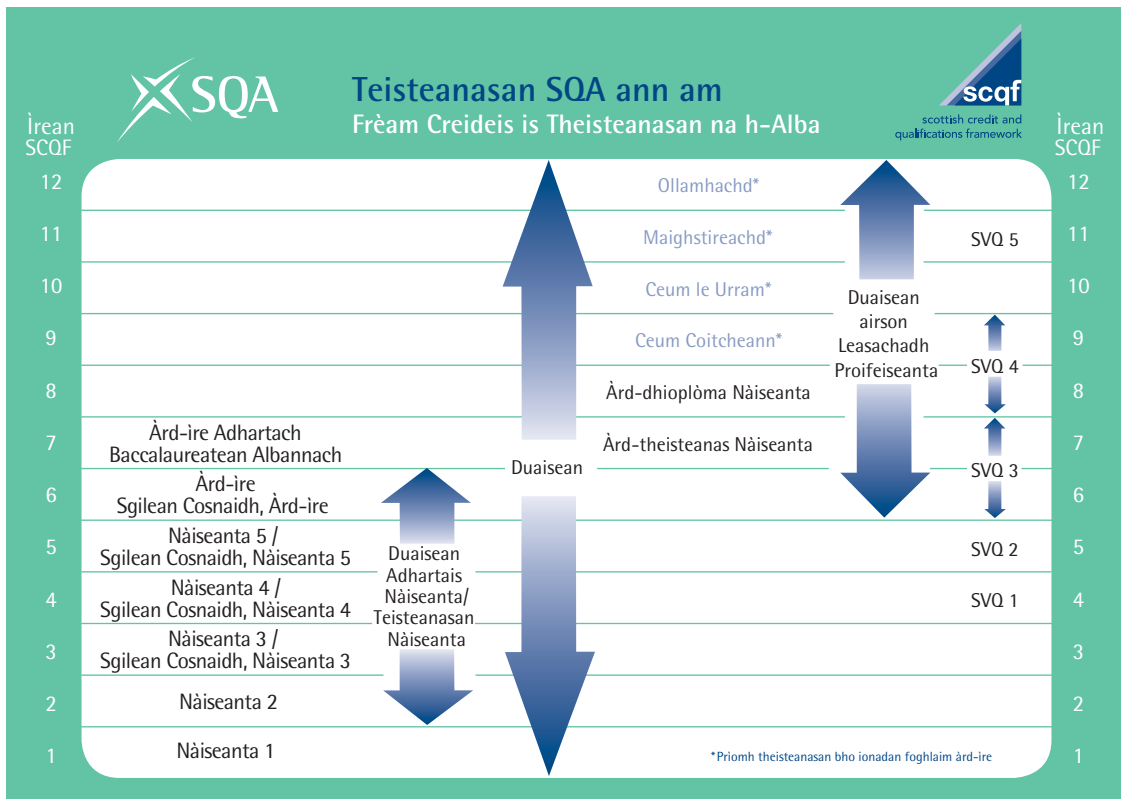 SQA
Teisteanasan SQA ann am
Frèam Creideis is Theisteanasan na h-Alba
scqf
scottish credit and
qualifications framework
Ìrean
SCQF
Ìrean
SCQF
12
Ollamhachd*
12
11
Maighstireachd*
SVQ 5
11
10
Ceum le Urram*
10
Duaisean
airson
Leasachadh
Proifeiseanta
9
Ceum Coitcheann*
9
SVQ 4
8
Àrd-dhioplòma Nàiseanta
8
7
Àrd-ìre Adhartach
Baccalaureatean Albannach
Àrd-theisteanas Nàiseanta
7
Duaisean
SVQ 3
6
Àrd-ìre
Sgilean Cosnaidh, Àrd-ìre
6
5
Nàiseanta 5 /
Sgilean Cosnaidh, Nàiseanta 5
SVQ 2
5
Duaisean
Adhartais
Nàiseanta/
Teisteanasan
Nàiseanta
4
Nàiseanta 4 /
Sgilean Cosnaidh, Nàiseanta 4
SVQ 1
4
3
Nàiseanta 3 /
Sgilean Cosnaidh, Nàiseanta 3
3
2
Nàiseanta 2
2
1
Nàiseanta 1
*Prìomh theisteanasan bho ionadan foghlaim àrd-ìre
1